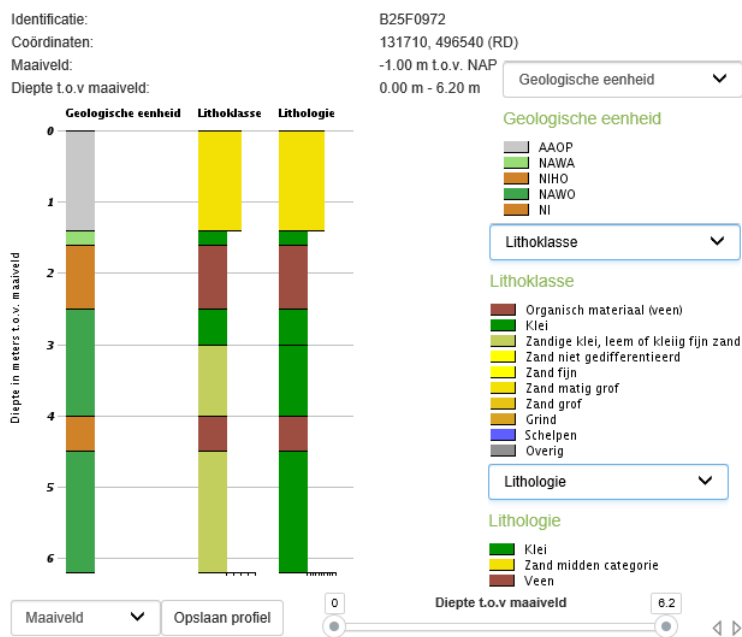 Identificatie: B25F0972
Coördinaten: 131710, 496540 (RD)
Maaiveld: -1.00 m t.o.v. NAP
Diepte t.o.v maaiveld: 0.00 m - 6.20 m
Geologische eenheid
Geologische eenheid Lithoklasse Lithologie
0
1
2
3
4
5
6
Diepte in meters t.o.v. maaiveld
Geologische eenheid
AAOP
NAWA
NIHO
NAWO
NI
Lithoklasse
Lithoklasse
Organisch materiaal (veen)
Klei
Zandige klei, leem of kleiig fijn zand
Zand niet gedifferentieerd
Zand fijn
Zand matig grof
Zand grof
Grind
Schelpen
Overig
Lithologie
Lithologie
Klei
Zand midden categorie
Veen
Maaiveld Opslaan profiel
0 Diepte t.o.v maaiveld 6.2